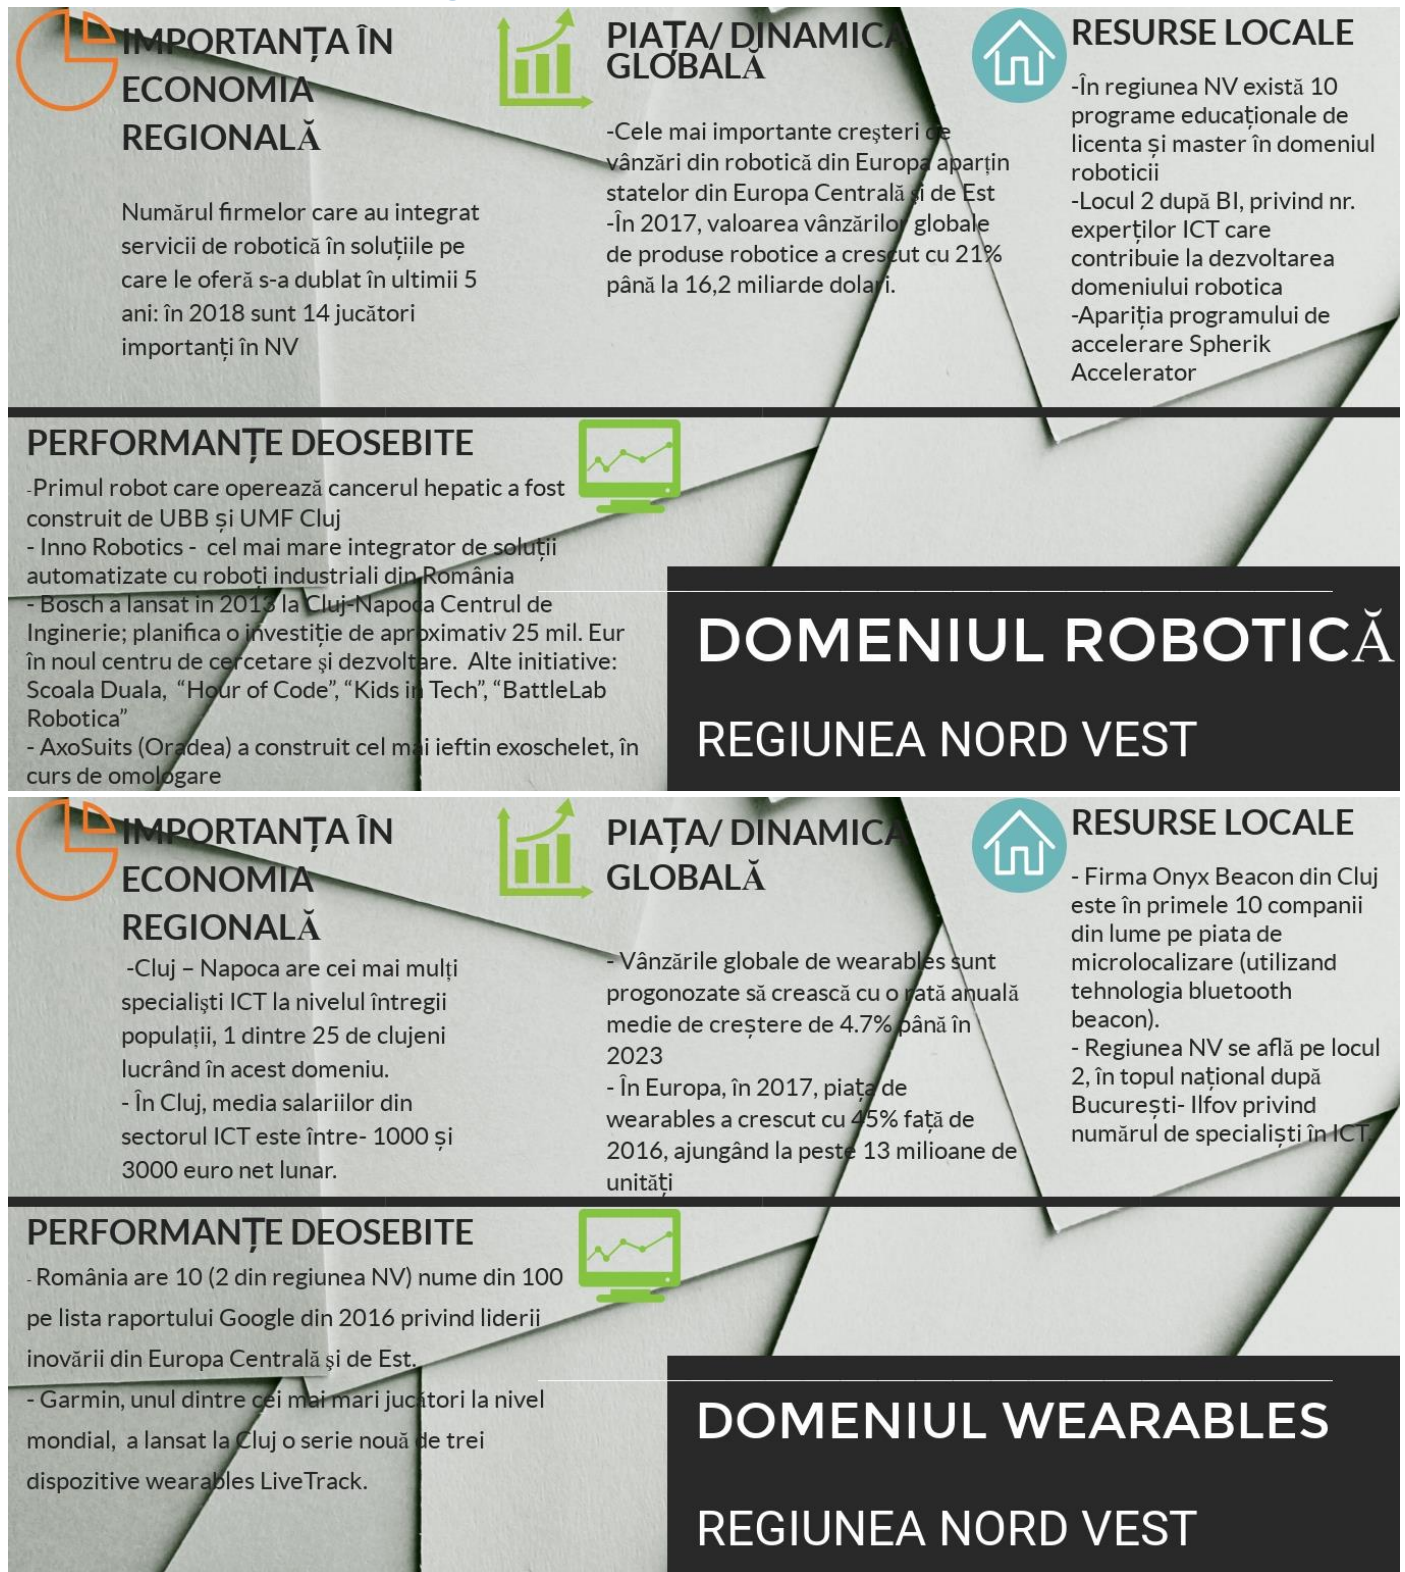 IMPORTANȚA ÎN
ECONOMIA
REGIONALĂ
Numărul firmelor care au integrat
servicii de robotică în soluțiile pe
care le oferă s-a dublat în ultimii 5
ani: în 2018 sunt 14 jucători
importanți în NV
PIAȚA/ DINAMICA
GLOBALĂ
-Cele mai importante creşteri de
vânzări din robotică din Europa aparțin
statelor din Europa Centrală și de Est
-În 2017, valoarea vânzărilor globale
de produse robotice a crescut cu 21%
până la 16,2 miliarde dolari.
RESURSE LOCALE
-În regiunea NV există 10
programe educaționale de
licenta și master în domeniul
roboticii
-Locul 2 după BI, privind nr.
experților ICT care
contribuie la dezvoltarea
domeniului robotica
-Apariția programului de
accelerare Spherik
Accelerator
PERFORMANȚE DEOSEBITE
-Primul robot care operează cancerul hepatic a fost
construit de UBB și UMF Cluj
- Inno Robotics - cel mai mare integrator de soluții
automatizate cu roboți industriali din România
- Bosch a lansat in 2013 la Cluj-Napoca Centrul de
Inginerie; planifica o investiție de aproximativ 25 mil. Eur
în noul centru de cercetare și dezvoltare. Alte initiative:
Scoala Duala, “Hour of Code”, “Kids in Tech”, “BattleLab
Robotica”
- AxoSuits (Oradea) a construit cel mai ieftin exoschelet, în
curs de omologare
DOMENIUL ROBOTICĂ
REGIUNEA NORD VEST
IMPORTANȚA ÎN
ECONOMIA
REGIONALĂ
-Cluj – Napoca are cei mai mulți
specialiști ICT la nivelul întregii
populații, 1 dintre 25 de clujeni
lucrând în acest domeniu.
- În Cluj, media salariilor din
sectorul ICT este între- 1000 și
3000 euro net lunar.
PIAȚA/ DINAMICA
GLOBALĂ
- Vânzările globale de wearables sunt
progonozate să crească cu o rată anuală
medie de creștere de 4.7% până în
2023
- În Europa, în 2017, piața de
wearables a crescut cu 45% față de
2016, ajungând la peste 13 milioane de
unități
RESURSE LOCALE
- Firma Onyx Beacon din Cluj
este în primele 10 companii
din lume pe piata de
microlocalizare (utilizand
tehnologia bluetooth
beacon).
- Regiunea NV se află pe locul
2, în topul național după
București- Ilfov privind
numărul de specialiști în ICT.
PERFORMANȚE DEOSEBITE
- România are 10 (2 din regiunea NV) nume din 100
pe lista raportului Google din 2016 privind liderii
inovării din Europa Centrală şi de Est.
- Garmin, unul dintre cei mai mari jucători la nivel
mondial, a lansat la Cluj o serie nouă de trei
dispozitive wearables LiveTrack.
DOMENIUL WEARABLES
REGIUNEA NORD VEST